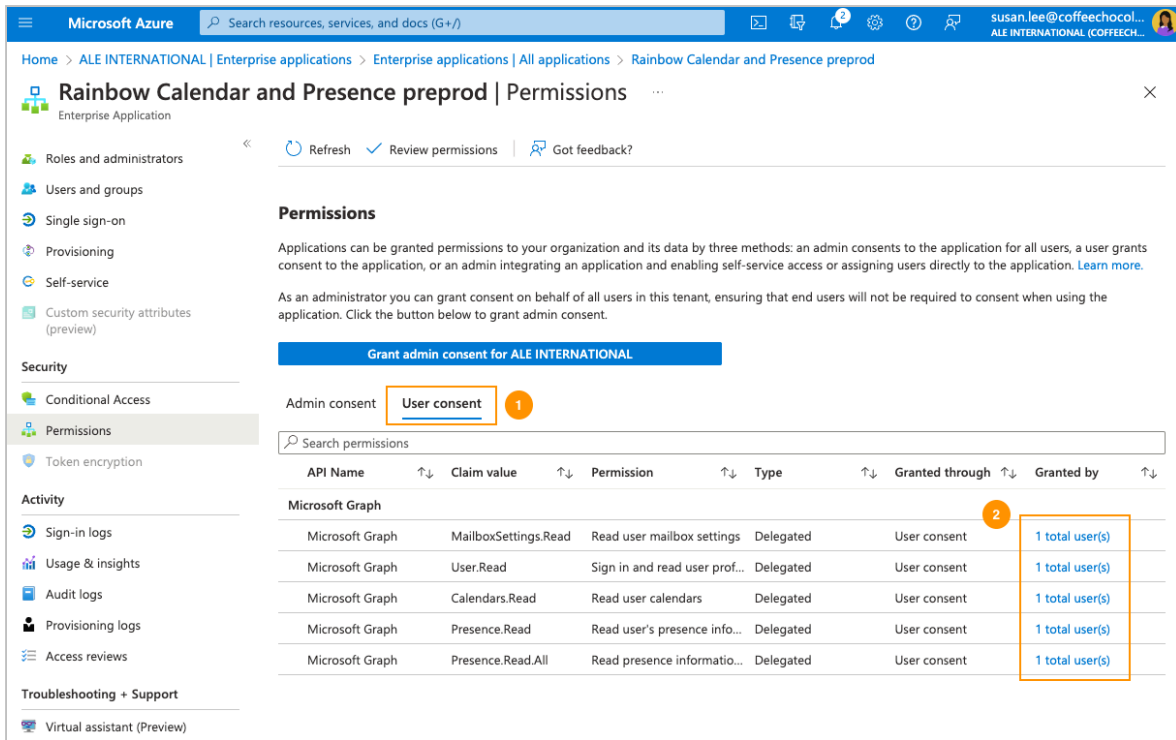 Microsoft Azure
Search resources, services, and docs (G+/)
2
susan.lee@coffeechocol...
ALE INTERNATIONAL (COFFEECH...
Home > ALE INTERNATIONAL | Enterprise applications > Enterprise applications | All applications > Rainbow Calendar and Presence preprod
Rainbow Calendar and Presence preprod | Permissions ...
Enterprise Application
Roles and administrators
Users and groups
Single sign-on
Provisioning
Self-service
Custom security attributes
(preview)
Security
Conditional Access
Permissions
Token encryption
Activity
Sign-in logs
Usage & insights
Audit logs
Provisioning logs
Access reviews
Troubleshooting + Support
Virtual assistant (Preview)
Refresh Review permissions Got feedback?
Permissions
Applications can be granted permissions to your organization and its data by three methods: an admin consents to the application for all users, a user grants
consent to the application, or an admin integrating an application and enabling self-service access or assigning users directly to the application. Learn more.
As an administrator you can grant consent on behalf of all users in this tenant, ensuring that end users will not be required to consent when using the
application. Click the button below to grant admin consent.
Grant admin consent for ALE INTERNATIONAL
Admin consent User consent 1
Search permissions
API Name Claim value Permission Type Granted through Granted by
Microsoft Graph 2
Microsoft Graph MailboxSettings.Read Read user mailbox settings Delegated User consent 1 total user(s)
Microsoft Graph User.Read Sign in and read user prof... Delegated User consent 1 total user(s)
Microsoft Graph Calendars.Read Read user calendars Delegated User consent 1 total user(s)
Microsoft Graph Presence.Read Read user's presence info... Delegated User consent 1 total user(s)
Microsoft Graph Presence.Read.All Read presence informatio... Delegated User consent 1 total user(s)